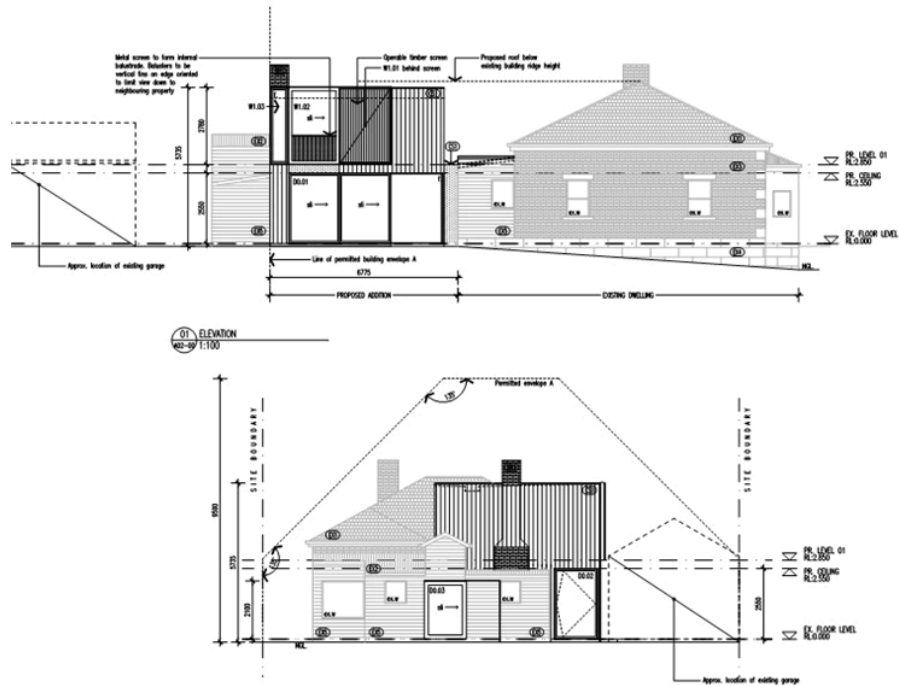 Metal screen to form internal
balustrade. Balusters to be
vertical fins on edge oriented
to limit view down to
neighbouring property
Operable timber screen
W1.01 behind screen
Proposed roof below
existing building ridge height
W1.03
W1.02
D0.01
5735
2760
2550
PR. LEVEL 01
RL:2.850
PR. CEILING
RL:2.550
EX. FLOOR LEVEL
RL:0.000
NGL
Approx. location of existing garage
Line of permitted building envelope A
6775
PROPOSED ADDITION
EXISTING DWELLING
01 ELEVATION
1:100
Permitted envelope A
135°
SITE BOUNDARY
SITE BOUNDARY
5735
2100
D0.03
D0.02
2550
PR. LEVEL 01
RL:2.850
PR. CEILING
RL:2.550
EX. FLOOR LEVEL
RL:0.000
NGL
Approx. location of existing garage